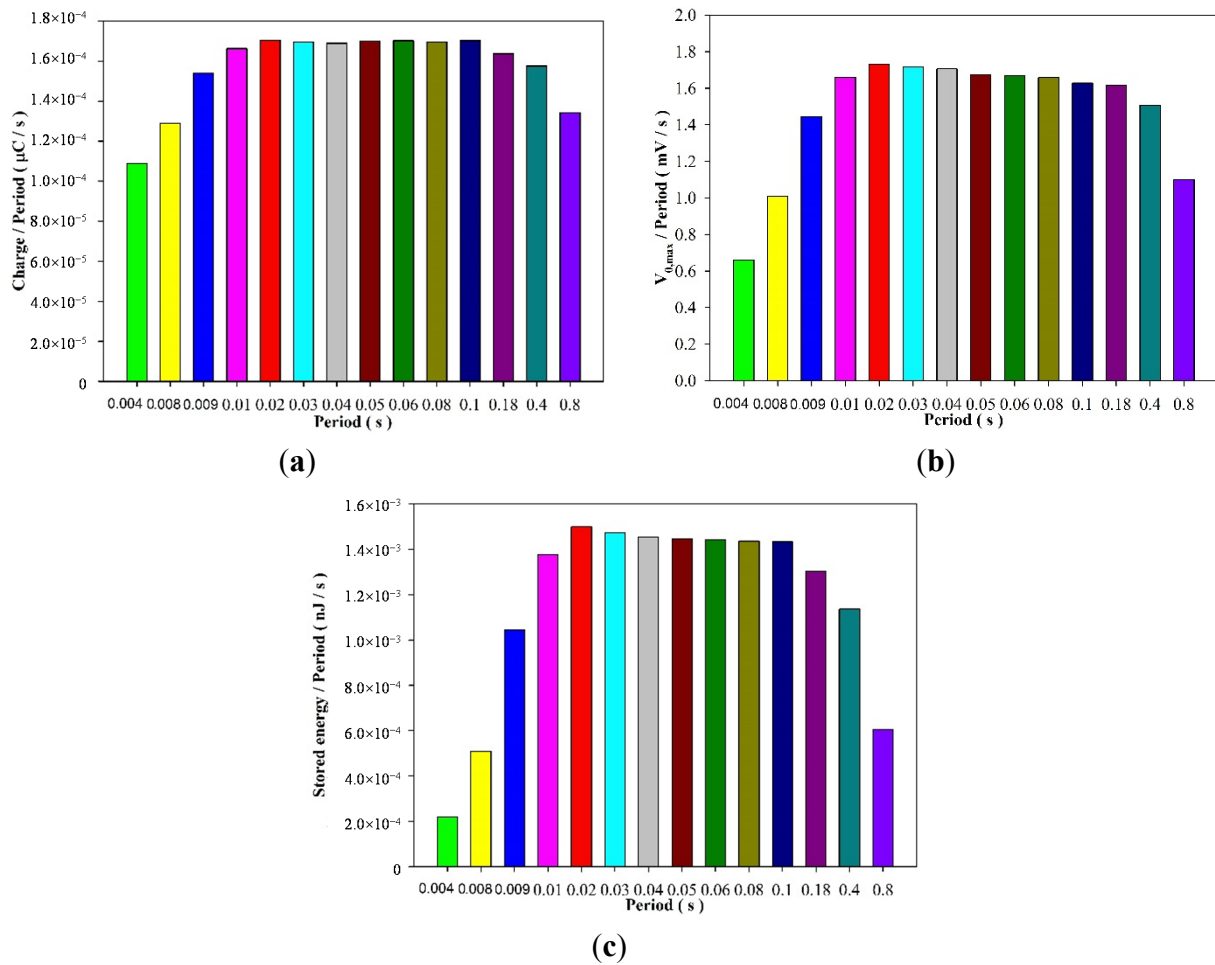 Charge / Period ( μC / s )
1.8×10⁻⁴
1.6×10⁻⁴
1.4×10⁻⁴
1.2×10⁻⁴
1.0×10⁻⁴
8.0×10⁻⁵
6.0×10⁻⁵
4.0×10⁻⁵
2.0×10⁻⁵
0
0.004 0.008 0.009 0.01 0.02 0.03 0.04 0.05 0.06 0.08 0.1 0.18 0.4 0.8
Period ( s )
(a)
V0,max / Period ( mV / s )
2.0
1.8
1.6
1.4
1.2
1.0
0.8
0.6
0.4
0.2
0.0
0.004 0.008 0.009 0.01 0.02 0.03 0.04 0.05 0.06 0.08 0.1 0.18 0.4 0.8
Period ( s )
(b)
Stored energy / Period ( nJ / s )
1.6×10⁻³
1.4×10⁻³
1.2×10⁻³
1.0×10⁻³
8.0×10⁻⁴
6.0×10⁻⁴
4.0×10⁻⁴
2.0×10⁻⁴
0
0.004 0.008 0.009 0.01 0.02 0.03 0.04 0.05 0.06 0.08 0.1 0.18 0.4 0.8
Period ( s )
(c)